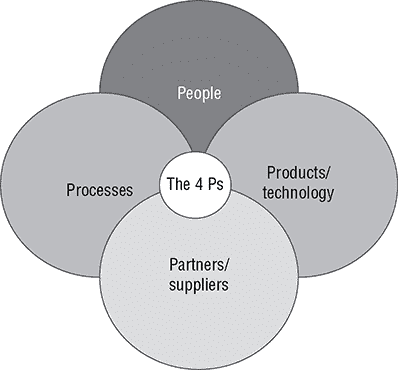 People
Processes
The 4 Ps
Products/
technology
Partners/
suppliers